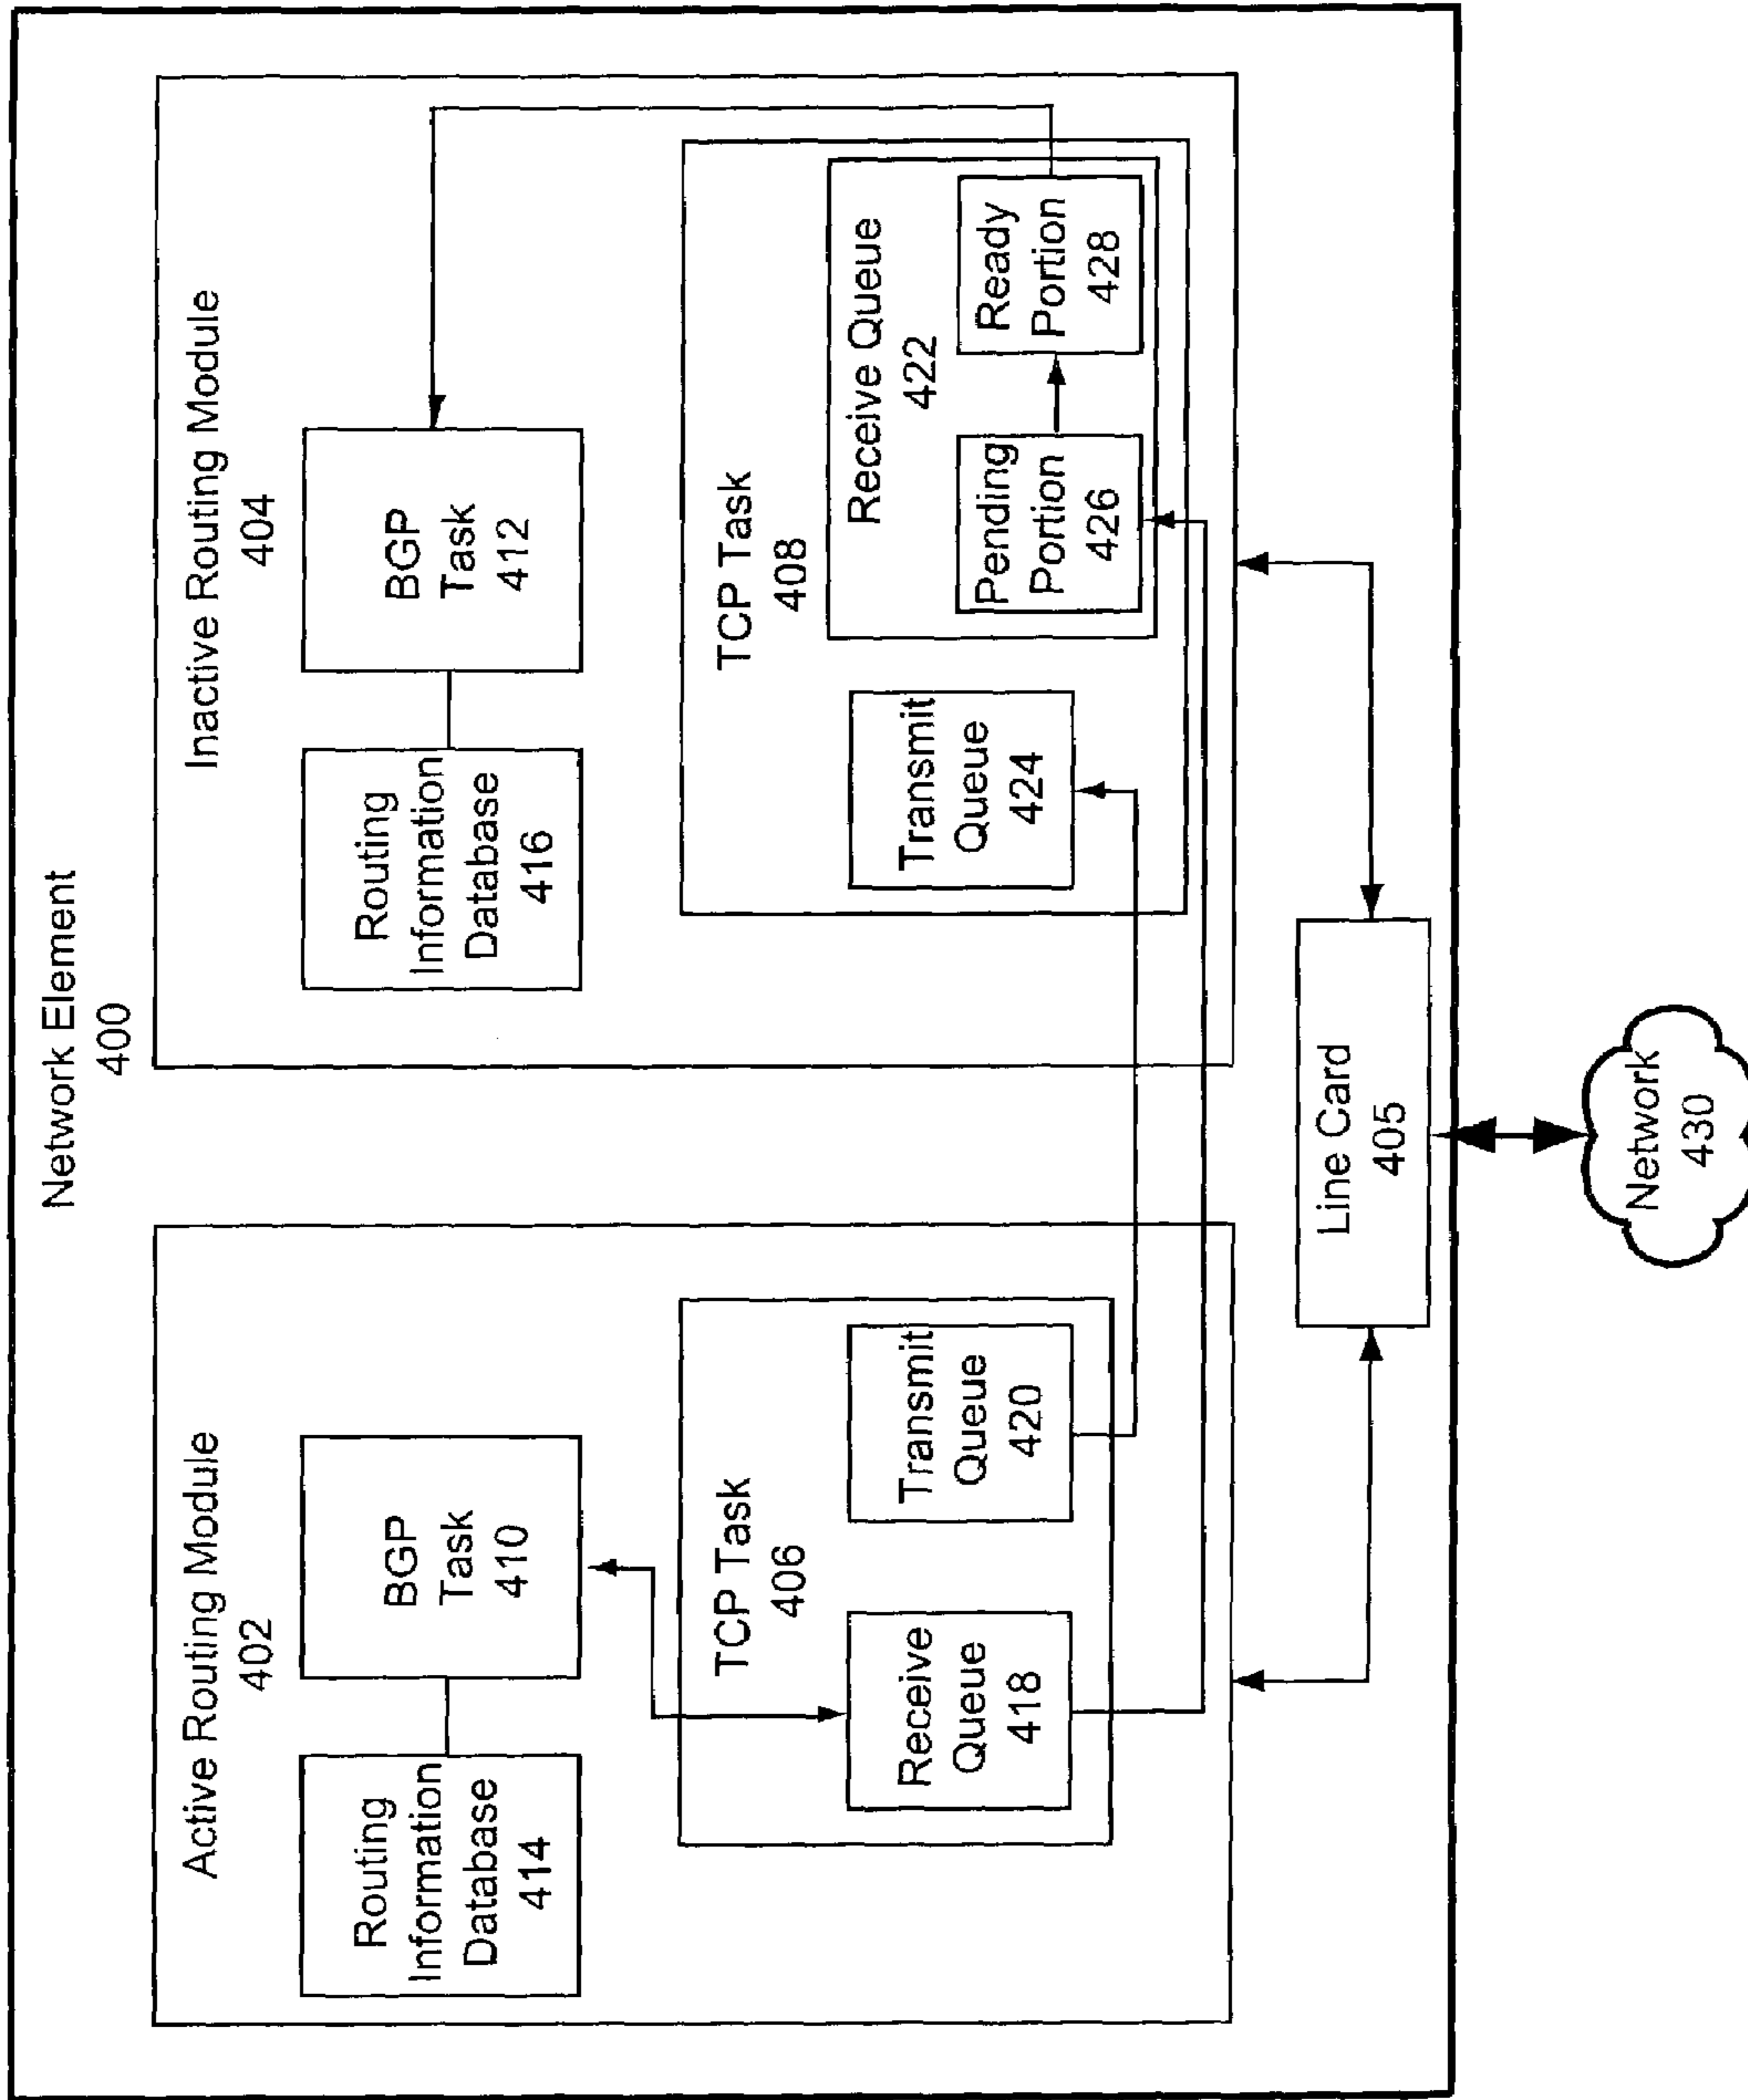 Network Element
400
Active Routing Module
402
Routing
Information
Database
414
BGP
Task
410
TCP Task
406
Receive
Queue
418
Transmit
Queue
420
Inactive Routing Module
404
Routing
Information
Database
416
BGP
Task
412
TCP Task
408
Transmit
Queue
424
Receive Queue
422
Pending
Portion
426
Ready
Portion
428
Line Card
405
Network
430